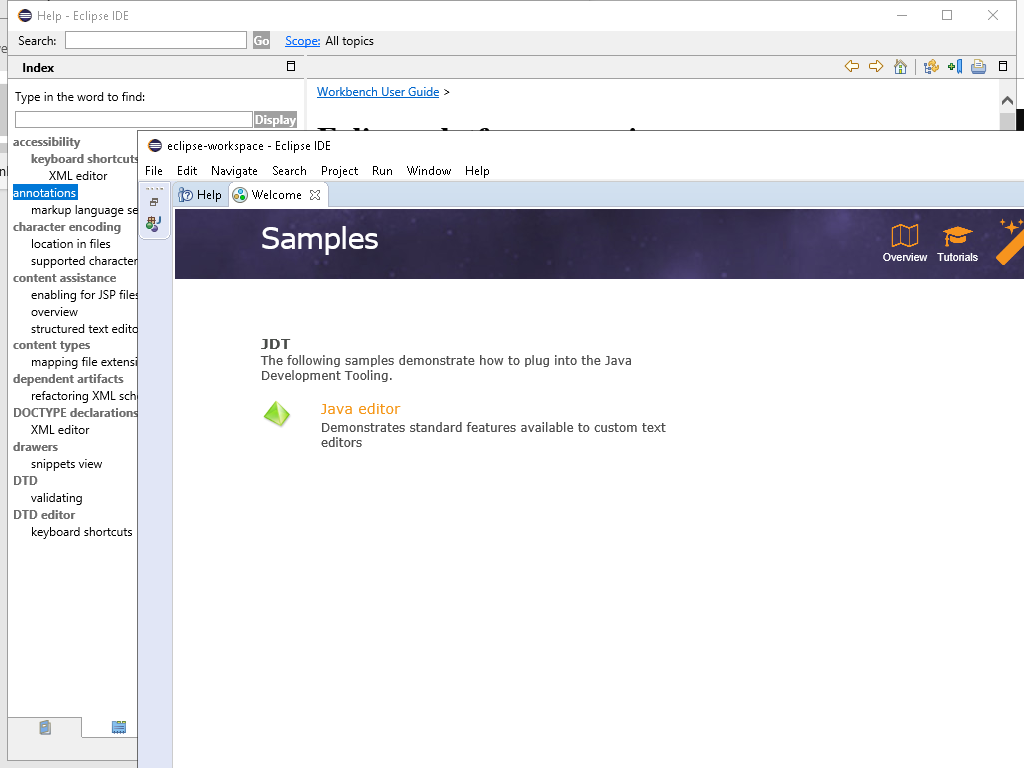 Help - Eclipse IDE
Search:
Go
Scope:
All topics
Index
Type in the word to find:
Display
Workbench User Guide >
accessibility
keyboard shortcuts
XML editor
annotations
markup language se
character encoding
location in files
supported character
content assistance
enabling for JSP files
overview
structured text edito
content types
mapping file extensi
dependent artifacts
refactoring XML sch
DOCTYPE declarations
XML editor
drawers
snippets view
DTD
validating
DTD editor
keyboard shortcuts
eclipse-workspace - Eclipse IDE
File Edit Navigate Search Project Run Window Help
Help
Welcome
Samples
Overview
Tutorials
JDT
The following samples demonstrate how to plug into the Java
Development Tooling.
Java editor
Demonstrates standard features available to custom text
editors